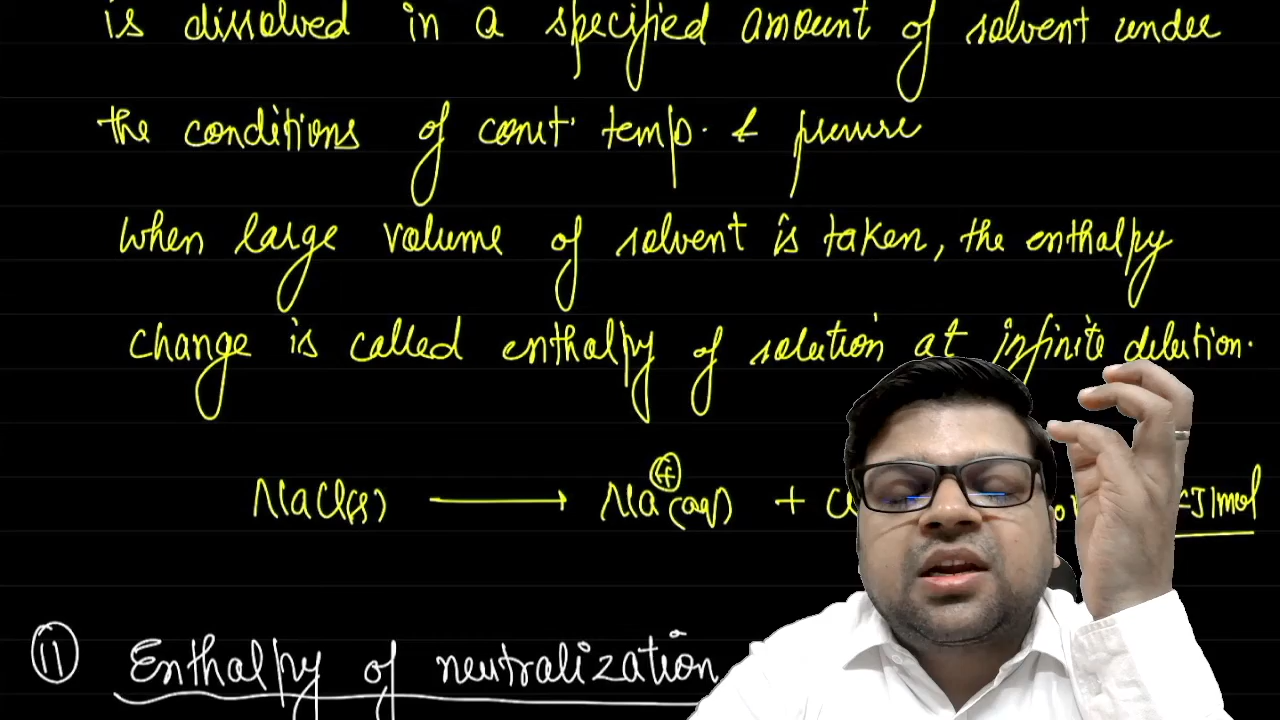 is dissolved in a specified amount of solvent under
the conditions of const. temp. & pressure
When large volume of solvent is taken, the enthalpy
change is called enthalpy of solution at infinite dilution.
NaCl(s) ⟶ Na⁺(aq) +
11 Enthalpy of neutralization